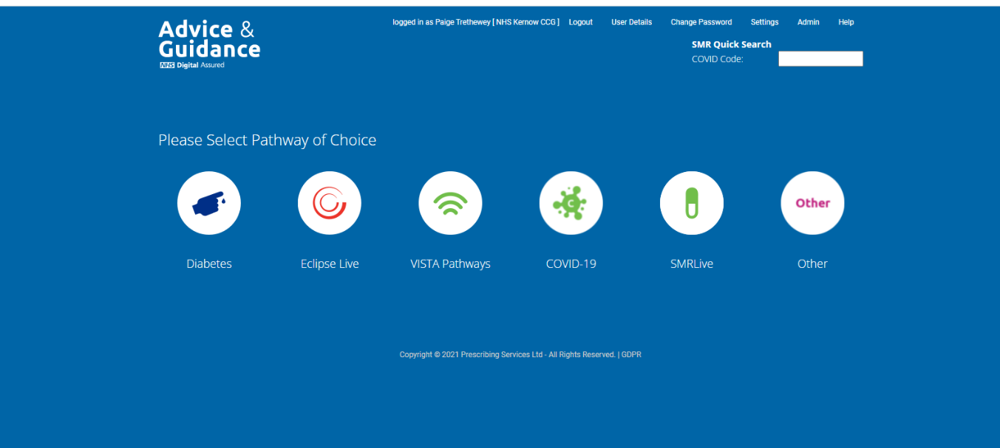 Advice &
Guidance
NHS Digital Assured
logged in as Paige Trethewey [ NHS Kernow CCG ] Logout User Details Change Password Settings Admin Help
SMR Quick Search
COVID Code:
Please Select Pathway of Choice
Other
Diabetes Eclipse Live VISTA Pathways COVID-19 SMRLive Other
Copyright © 2021 Prescribing Services Ltd - All Rights Reserved. | GDPR